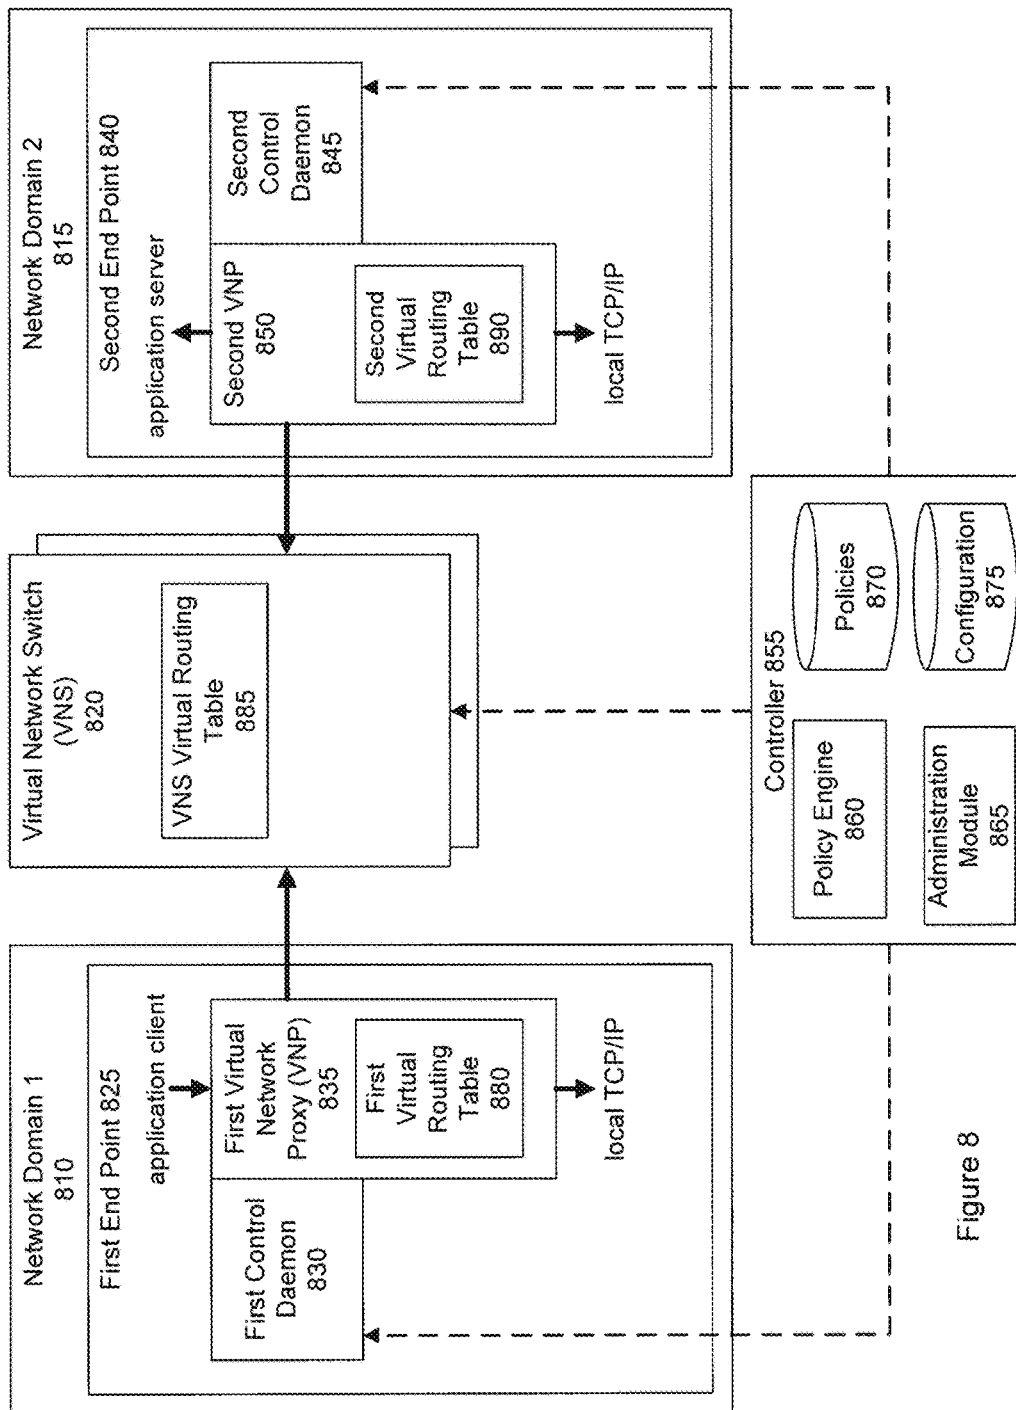 Network Domain 1
810
First End Point 825
application client
First Control
Daemon
830
First Virtual
Network
Proxy (VNP)
835
First
Virtual
Routing
Table
880
local TCP/IP
Virtual Network Switch
(VNS)
820
VNS Virtual Routing
Table
885
Network Domain 2
815
Second End Point 840
application server
Second VNP
850
Second
Virtual
Routing
Table
890
Second
Control
Daemon
845
local TCP/IP
Controller 855
Policy Engine
860
Policies
870
Administration
Module
865
Configuration
875
Figure 8